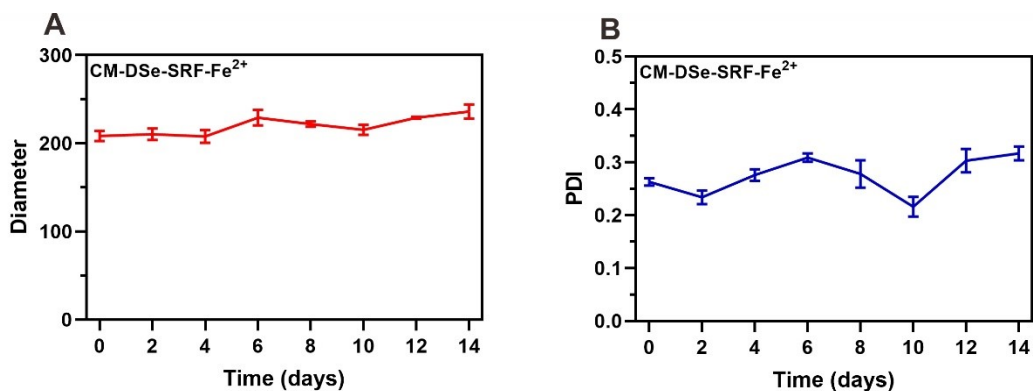 A
CM-DSe-SRF-Fe²⁺
Diameter
300
200
100
0
0 2 4 6 8 10 12 14
Time (days)
B
CM-DSe-SRF-Fe²⁺
PDI
0.5
0.4
0.3
0.2
0.1
0.0
0 2 4 6 8 10 12 14
Time (days)